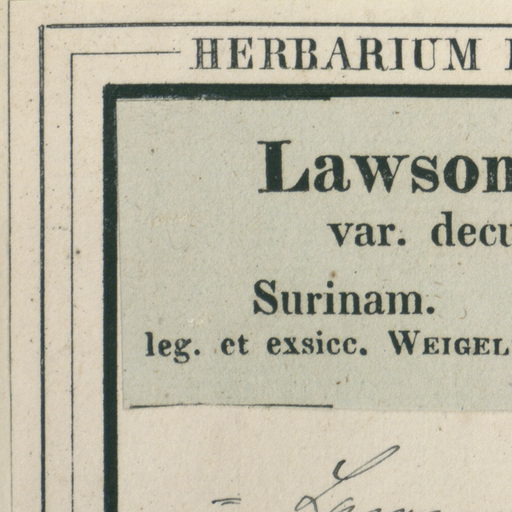 HERBARIUM
Lawson
var. decu
Surinam.
leg. et exsicc. WEIGEL